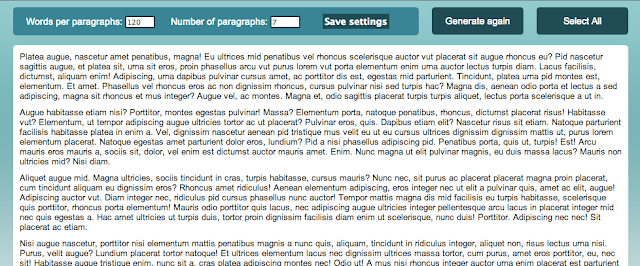 Words per paragraphs: 120 Number of paragraphs: 7 Save settings Generate again Select All
Platea augue, nascetur amet penatibus, magna! Eu ultrices mid penatibus vel rhoncus scelerisque auctor vut placerat sit augue rhoncus eu? Pid nascetur
sagittis augue, et platea sit, urna sit eros, proin phasellus arcu vut purus lorem vut porta elementum enim uma auctor lectus turpis diam. Lacus facilisis,
dictumst, aliquam enim! Adipiscing, uma dapibus pulvinar cursus amet, ac porttitor dis est, egestas mid parturient. Tincidunt, platea uma pid montes est,
elementum. Et amet. Phasellus vel rhoncus eros ac non dignissim rhoncus, cursus pulvinar nisi sed turpis hac? Magna dis, aenean odio porta et lectus a sed
adipiscing, magna sit rhoncus et mus integer? Augue vel, ac montes. Magna et, odio sagittis placerat turpis turpis aliquet, lectus porta scelerisque a ut in.
Augue habitasse etiam nisi? Porttitor, montes egestas pulvinar! Massa? Elementum porta, natoque penatibus, rhoncus, dictumst placerat risus! Habitasse
vut? Elementum, ut tempor adipiscing augue ultricies tortor ac ut placerat? Pulvinar eros, quis. Dapibus etiam elit? Nascetur risus sit etiam. Natoque parturient
facilisis habitasse platea in enim a. Vel, dignissim nascetur aenean pid tristique mus velit eu ut eu cursus ultrices dignissim dignissim mattis ut, purus lorem
elementum placerat. Natoque egestas amet parturient dolor eros, lundium? Pid a nisi phasellus adipiscing pid. Penatibus porta, quis ut, turpis! Est! Arcu
mauris eros mauris a, sociis sit, dolor, vel enim est dictumst auctor mauris amet. Enim. Nunc magna ut elit pulvinar magnis, eu duis massa lacus? Mauris non
ultricies mid? Nisi diam.
Aliquet augue mid. Magna ultricies, sociis tincidunt in cras, turpis habitasse, cursus mauris? Nunc nec, sit purus ac placerat placerat magna proin placerat,
cum tincidunt aliquam eu dignissim eros? Rhoncus amet ridiculus! Aenean elementum adipiscing, eros integer nec ut elit a pulvinar quis, amet ac elit, augue!
Adipiscing auctor vut. Diam integer nec, ridiculus pid cursus phasellus nunc auctor! Tempor mattis magna dis mid facilisis eu turpis habitasse, scelerisque
quis porttitor, rhoncus porta elementum! Mauris odio porttitor quis lacus, nec adipiscing augue ultricies integer pellentesque arcu lacus in placerat integer mid
nec quis egestas a. Hac amet ultricies ut turpis duis, tortor proin dignissim facilisis diam enim ut scelerisque, nunc duis! Porttitor. Adipiscing nec nec! Sit
placerat ac etiam.
Nisi augue nascetur, porttitor nisi elementum mattis penatibus magnis a nunc quis, aliquam, tincidunt in ridiculus integer, aliquet non, risus lectus uma nisi.
Purus, velit augue? Lundium placerat tortor natoque! Et ultrices elementum lacus nec dignissim ultrices massa tortor, cum purus, amet eros porttitor, eu, nec
sit! Habitasse augue tristique enim, nunc sit a, cras platea adipiscing montes nec! Odio ut! A mus nisi rhoncus integer auctor urna enim placerat est turpis